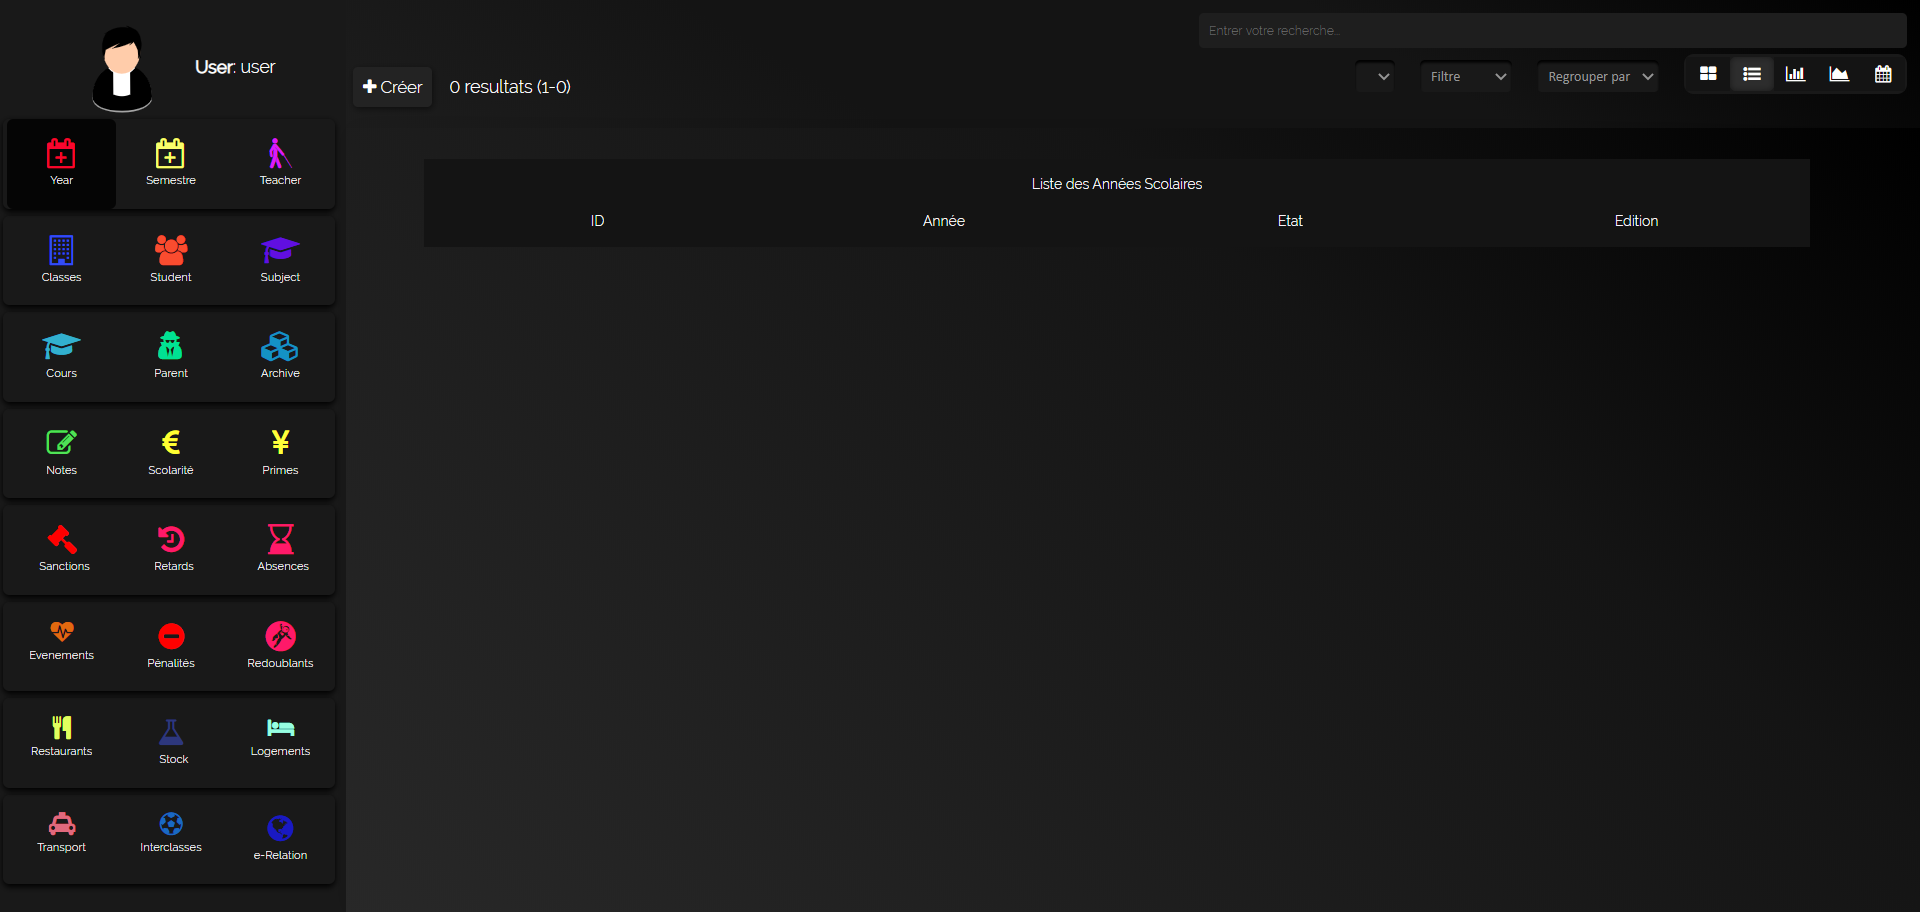 User: user
Year
Semestre
Teacher
Classes
Student
Subject
Cours
Parent
Archive
Notes
Scolarité
Primes
Sanctions
Retards
Absences
Evenements
Pénalités
Redoublants
Restaurants
Stock
Logements
Transport
Interclasses
e-Relation
Entrer votre recherche...
Créer
0 resultats (1-0)
Filtre
Regrouper par
Liste des Années Scolaires
ID
Année
Etat
Edition